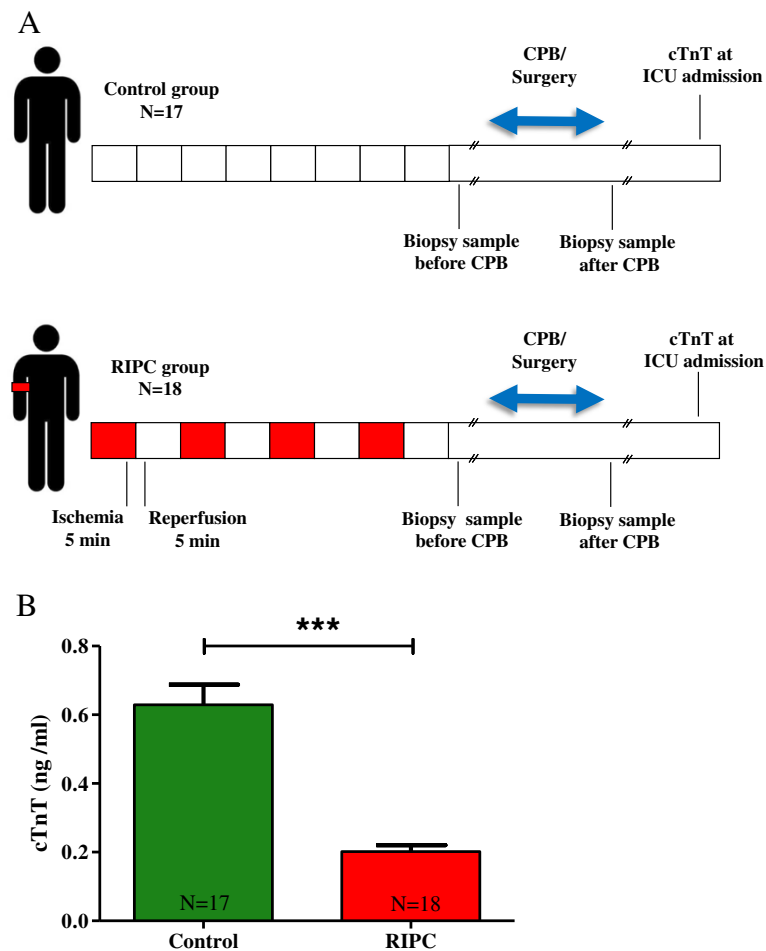 A
Control group
N=17
CPB/
Surgery
cTnT at
ICU admission
Biopsy sample
before CPB
Biopsy sample
after CPB
RIPC group
N=18
CPB/
Surgery
cTnT at
ICU admission
Ischemia
5 min
Reperfusion
5 min
Biopsy sample
before CPB
Biopsy sample
after CPB
B
***
cTnT (ng /ml)
0.8
0.6
0.4
0.2
0.0
N=17
N=18
Control
RIPC